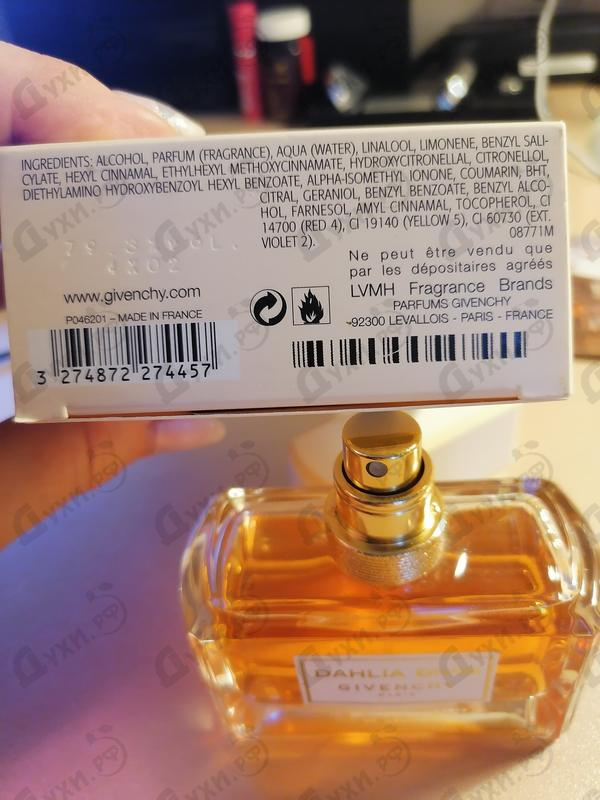 INGREDIENTS: ALCOHOL, PARFUM (FRAGRANCE), AQUA (WATER), LINALOOL, LIMONENE, BENZYL SALI-
CYLATE, HEXYL CINNAMAL, ETHYLHEXYL METHOXYCINNAMATE, HYDROXYCITRONELLAL, CITRONELLOL,
DIETHYLAMINO HYDROXYBENZOYL HEXYL BENZOATE, ALPHA-ISOMETHYL IONONE, COUMARIN, BHT,
CITRAL, GERANIOL, BENZYL BENZOATE, BENZYL ALCO-
HOL, FARNESOL, AMYL CINNAMAL, TOCOPHEROL, CI
14700 (RED 4), CI 19140 (YELLOW 5), CI 60730 (EXT.
VIOLET 2).
08771M
Ne peut être vendu que
par les dépositaires agréés
www.givenchy.com
LVMH Fragrance Brands
PARFUMS GIVENCHY
P046201 – MADE IN FRANCE
-92300 LEVALLOIS - PARIS - FRANCE
3 274872 274457
DAHLIA
GIVENCHY
PARIS
Духи.рф